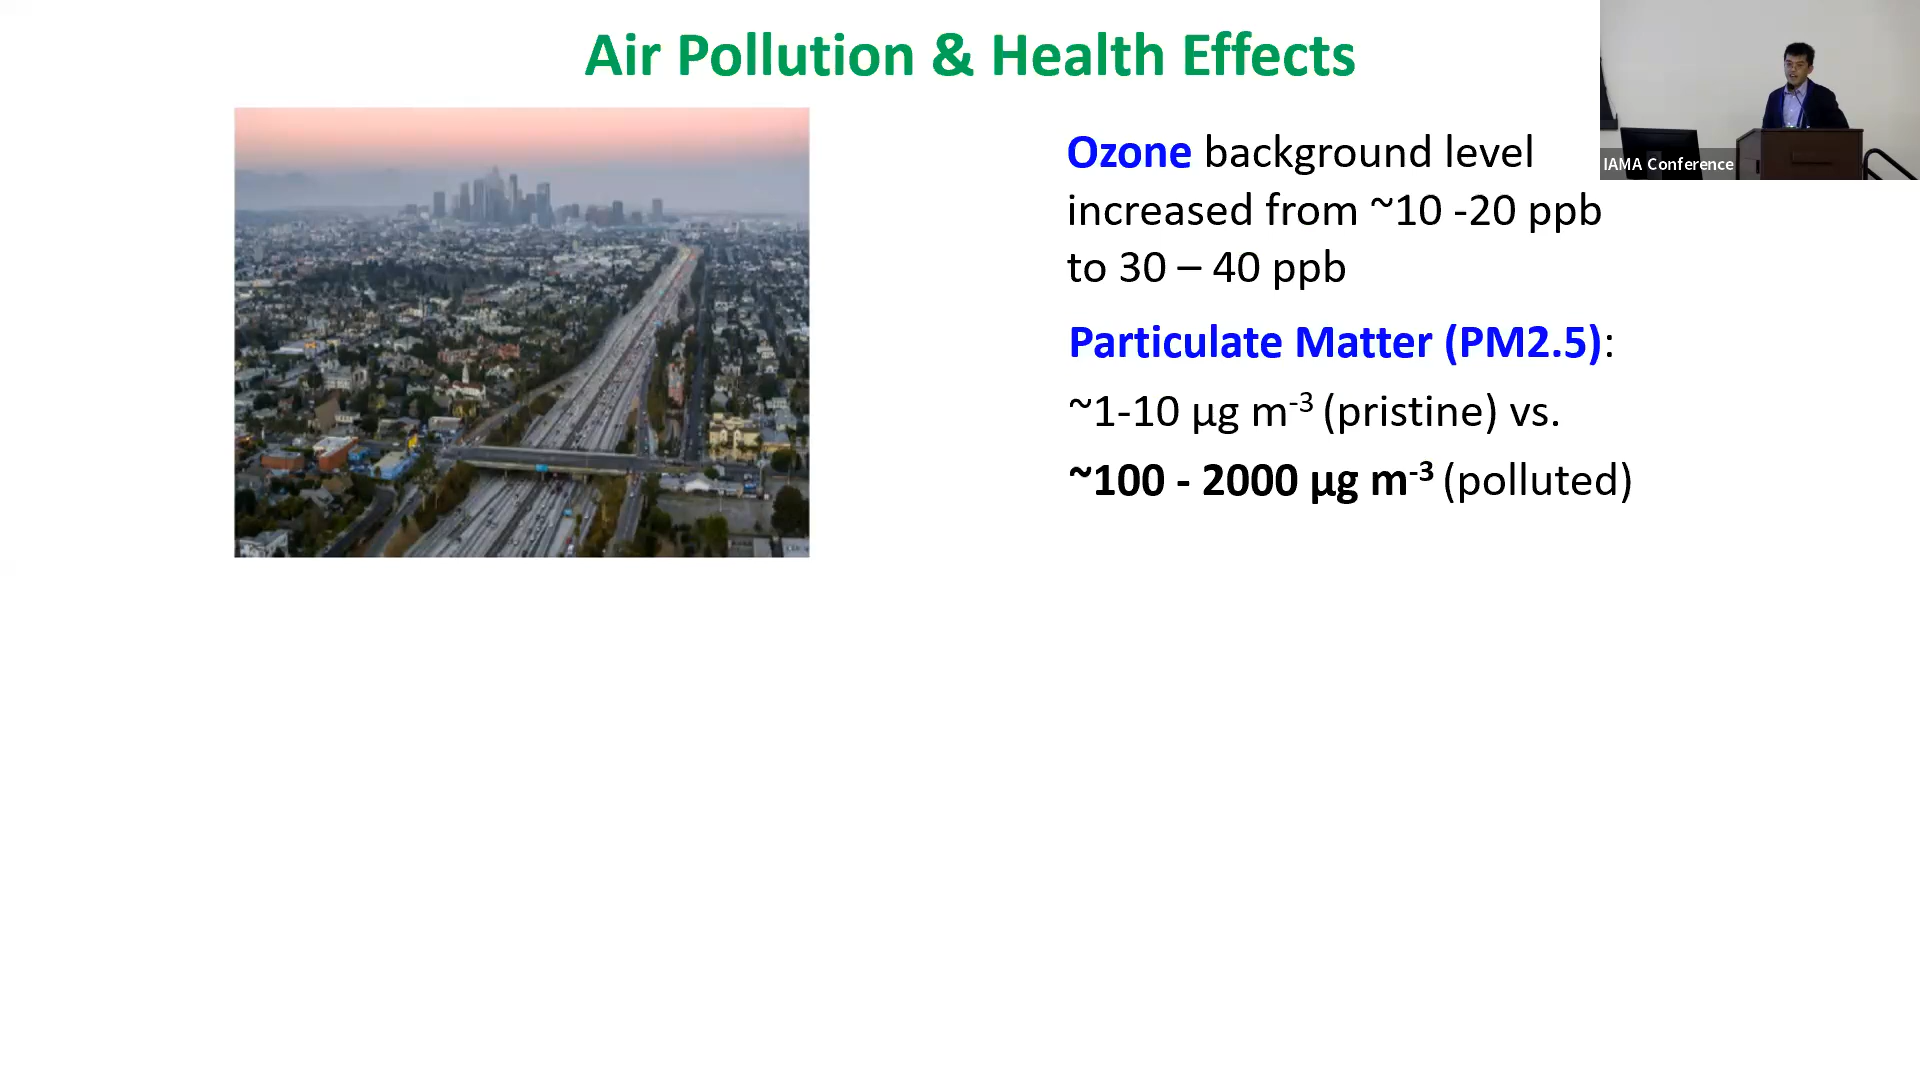 Air Pollution & Health Effects
Ozone background level
increased from ~10 -20 ppb
to 30 – 40 ppb
IAMA Conference
Particulate Matter (PM2.5):
~1-10 µg m⁻³ (pristine) vs.
~100 - 2000 µg m⁻³ (polluted)